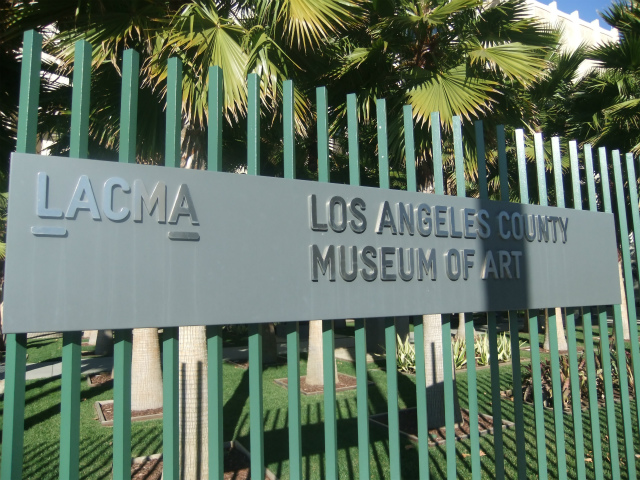 LACMA
LOS ANGELES COUNTY
MUSEUM OF ART